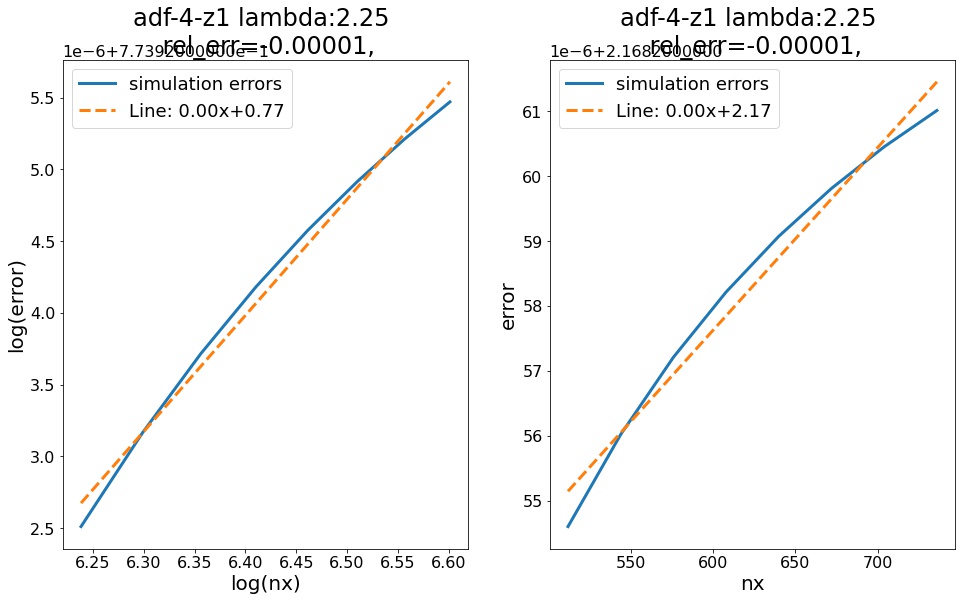 adf-4-z1 lambda:2.25
rel_err=-0.00001,
1e−6+7.7392000000e−1
simulation errors
Line: 0.00x+0.77
5.5
5.0
4.5
4.0
3.5
3.0
2.5
log(error)
6.25 6.30 6.35 6.40 6.45 6.50 6.55 6.60
log(nx)
adf-4-z1 lambda:2.25
rel_err=-0.00001,
1e−6+2.1682000000
simulation errors
Line: 0.00x+2.17
61
60
59
58
57
56
55
error
550 600 650 700
nx